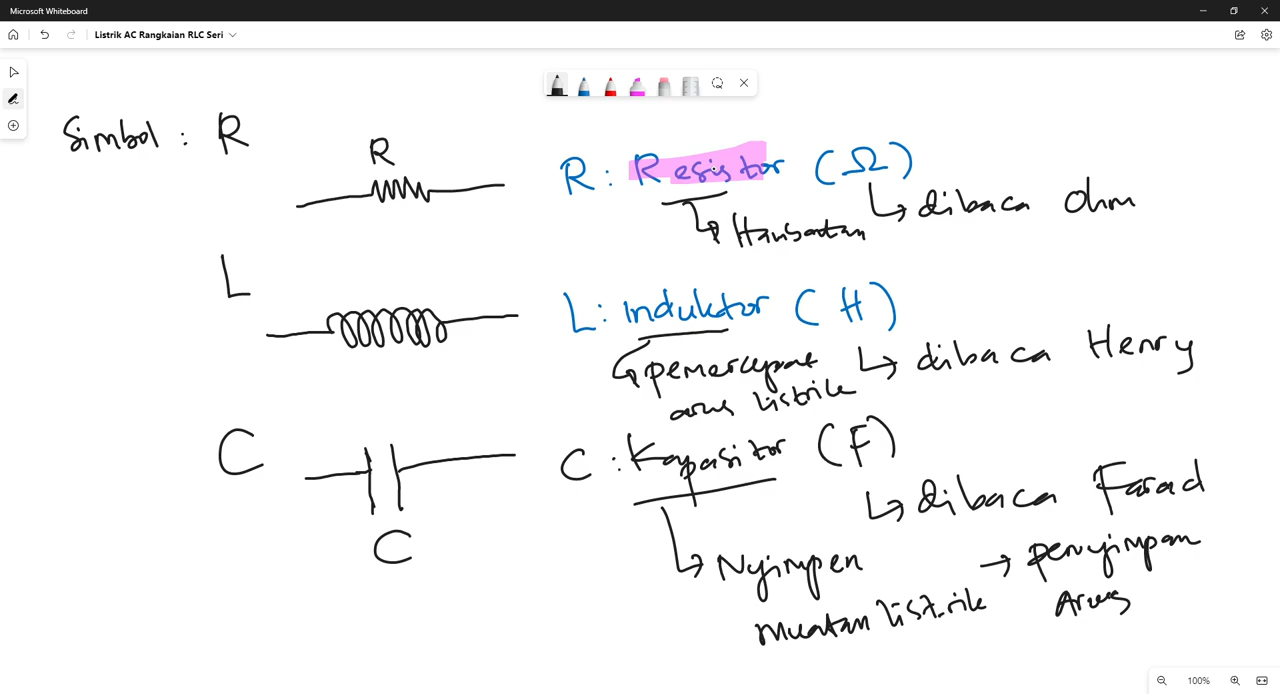 Microsoft Whiteboard
Listrik AC Rangkaian RLC Seri
Simbol : R
R
R : Resistor (Ω)
dibaca Ohm
Hambatan
L
L : induktor ( H )
dibaca Henry
pemercepat
arus listrik
C
C : Kapasitor (F)
dibaca Farad
C
Nyimpen
muatan listrik
→ penyimpan
Arus
100%